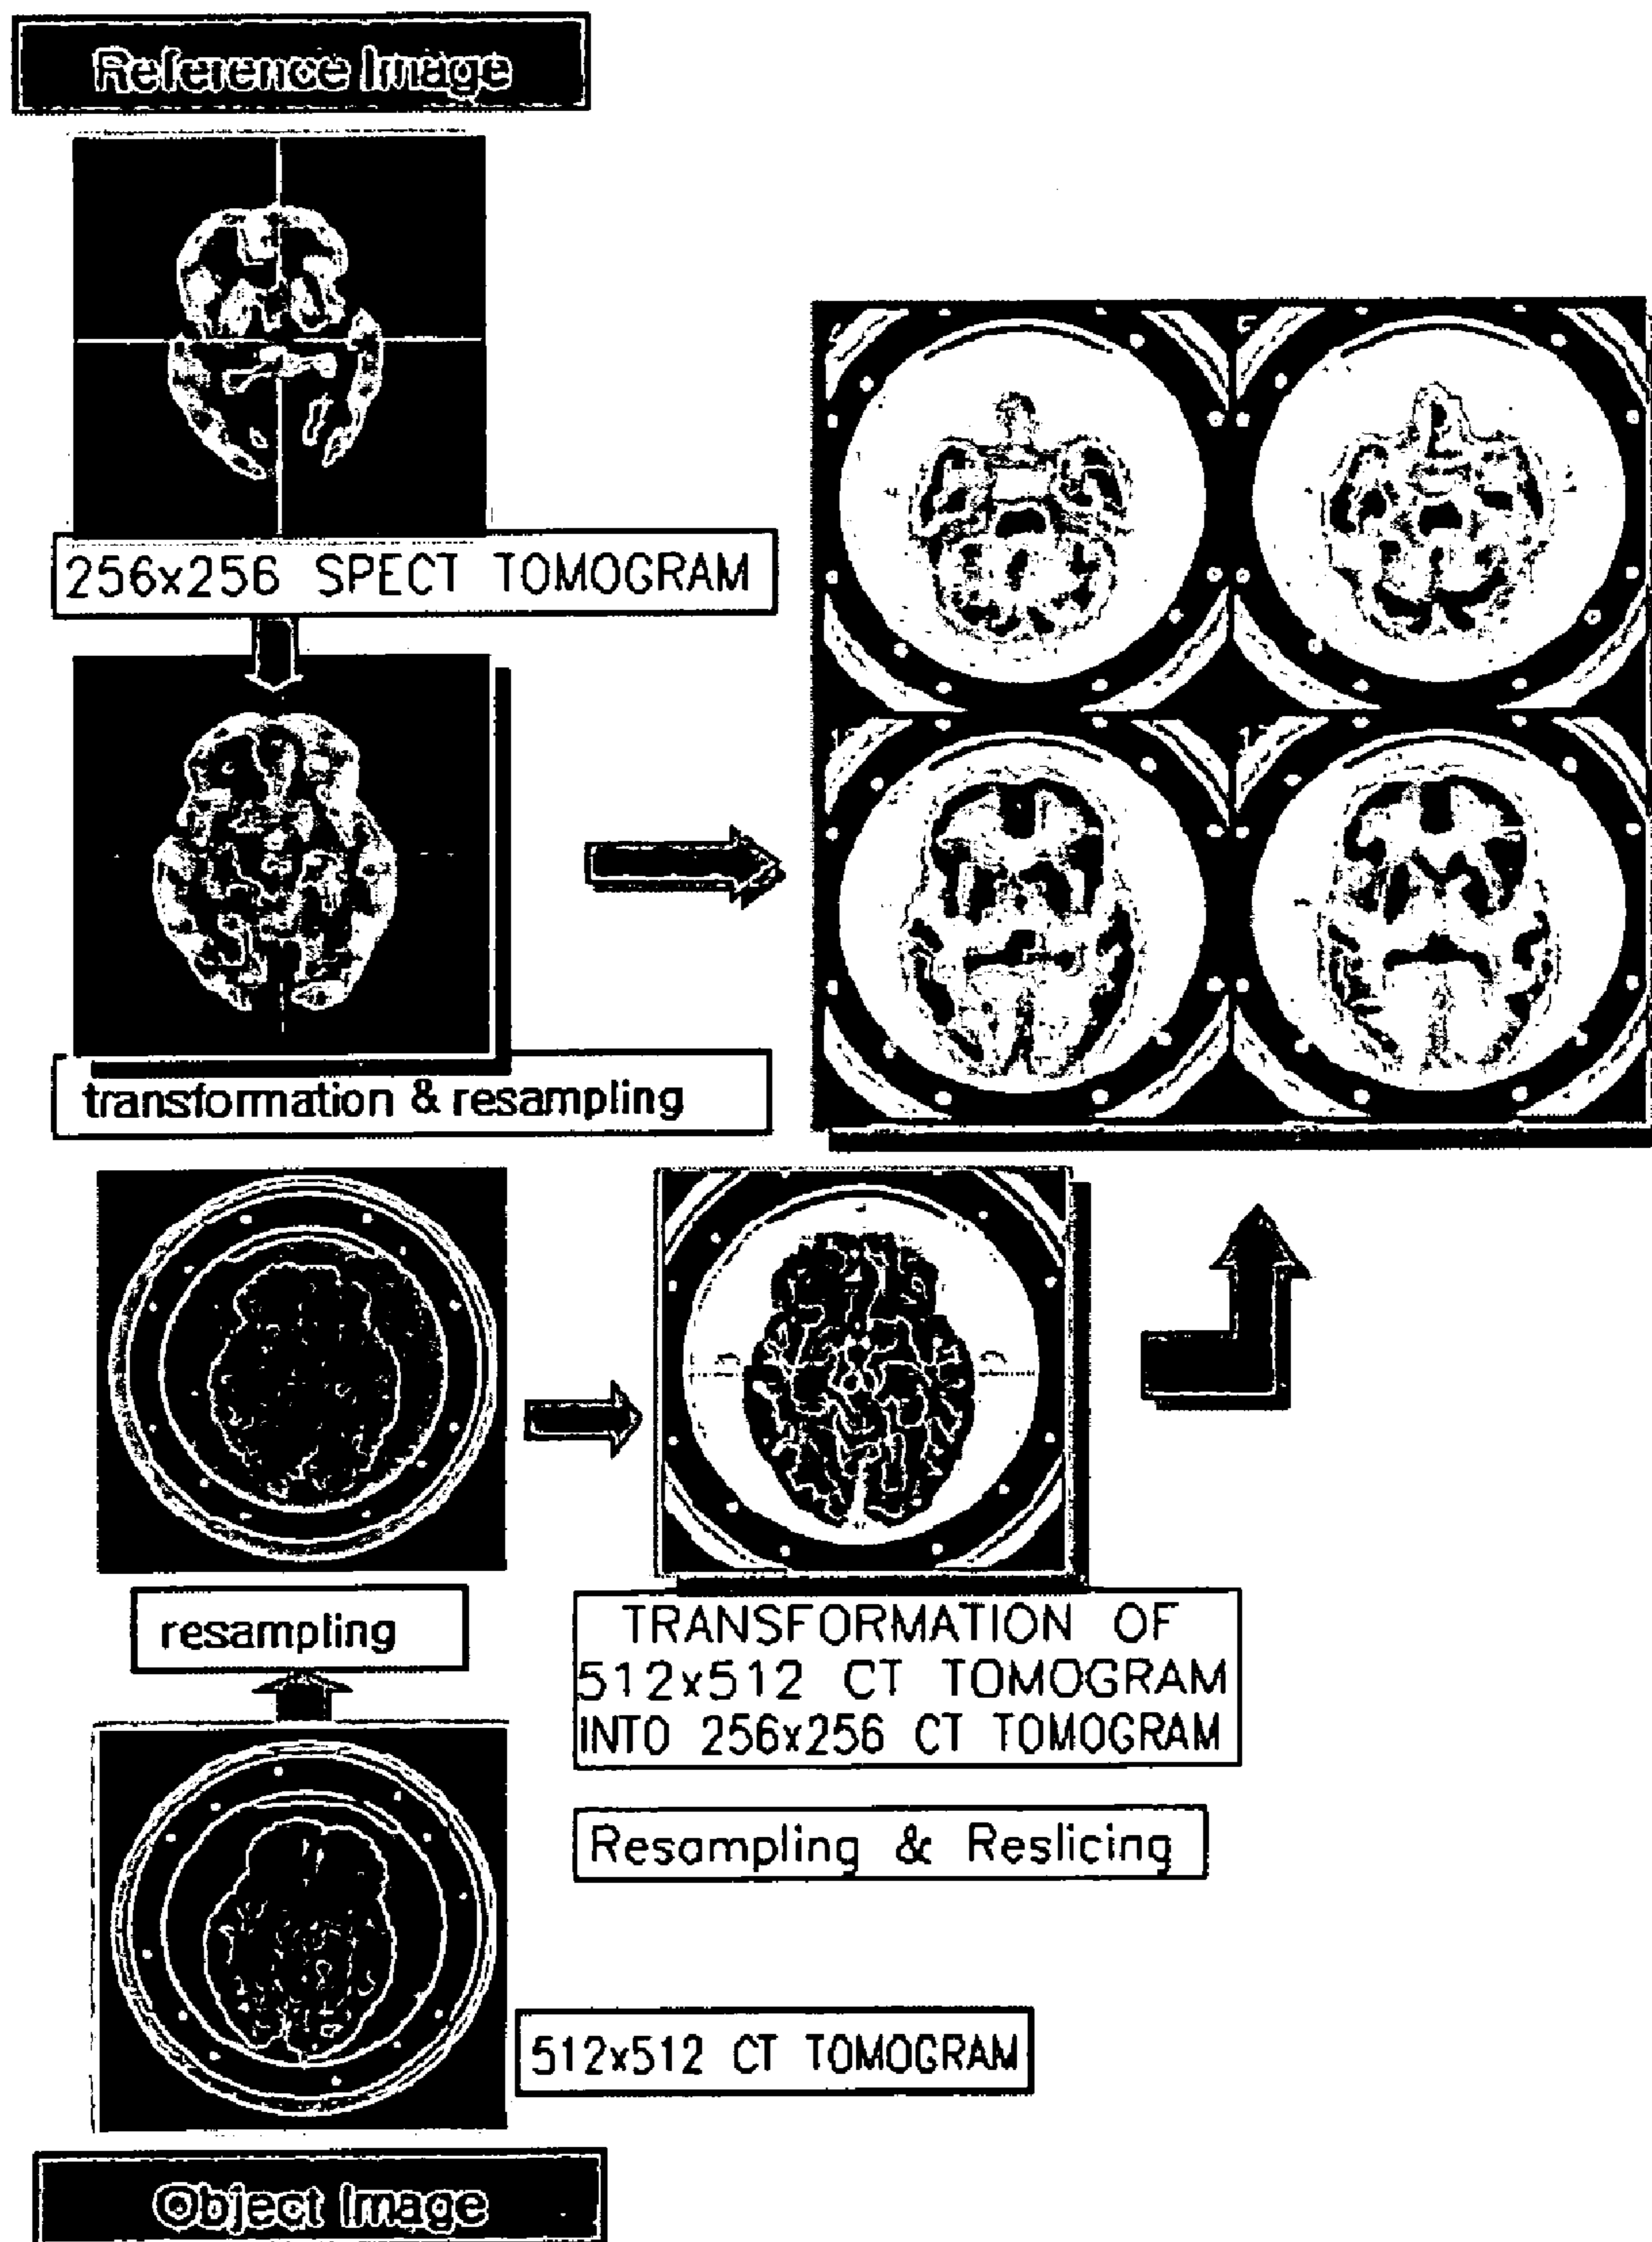 Reference Image
256x256 SPECT TOMOGRAM
transformation & resampling
resampling
TRANSFORMATION OF
512x512 CT TOMOGRAM
INTO 256x256 CT TOMOGRAM
Resampling & Reslicing
512x512 CT TOMOGRAM
Object Image